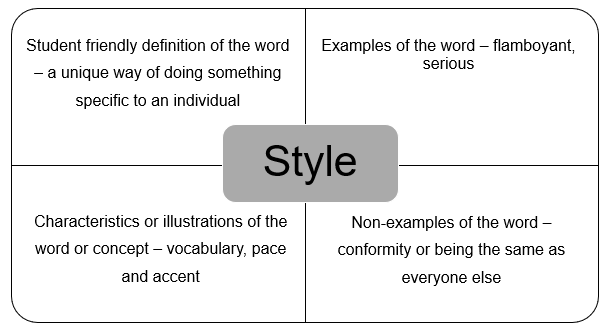 Student friendly definition of the word
– a unique way of doing something
specific to an individual
Examples of the word – flamboyant,
serious
Style
Characteristics or illustrations of the
word or concept – vocabulary, pace
and accent
Non-examples of the word –
conformity or being the same as
everyone else